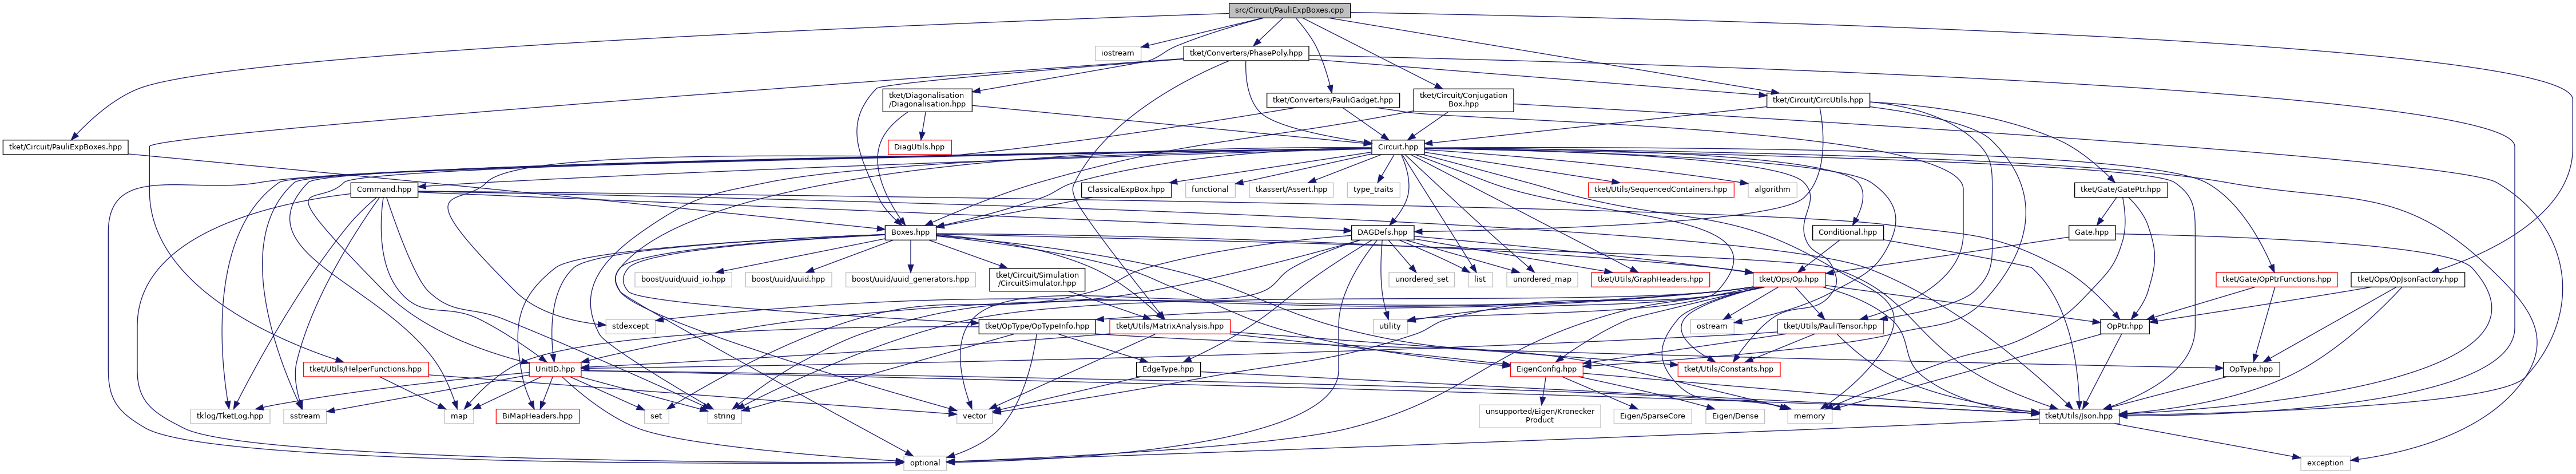 src/Circuit/PauliExpBoxes.cpp
iostream
tket/Converters/PhasePoly.hpp
tket/Diagonalisation
/Diagonalisation.hpp
tket/Converters/PauliGadget.hpp
tket/Circuit/Conjugation
Box.hpp
tket/Circuit/CircUtils.hpp
tket/Circuit/PauliExpBoxes.hpp
DiagUtils.hpp
Circuit.hpp
Command.hpp
ClassicalExpBox.hpp
functional
tkassert/Assert.hpp
type_traits
tket/Utils/SequencedContainers.hpp
algorithm
tket/Gate/GatePtr.hpp
Boxes.hpp
DAGDefs.hpp
Conditional.hpp
Gate.hpp
boost/uuid/uuid_io.hpp
boost/uuid/uuid.hpp
boost/uuid/uuid_generators.hpp
tket/Circuit/Simulation
/CircuitSimulator.hpp
unordered_set
list
unordered_map
tket/Utils/GraphHeaders.hpp
tket/Ops/Op.hpp
tket/Gate/OpPtrFunctions.hpp
tket/Ops/OpJsonFactory.hpp
stdexcept
tket/OpType/OpTypeInfo.hpp
tket/Utils/MatrixAnalysis.hpp
utility
ostream
tket/Utils/PauliTensor.hpp
OpPtr.hpp
tket/Utils/HelperFunctions.hpp
UnitID.hpp
EdgeType.hpp
EigenConfig.hpp
tket/Utils/Constants.hpp
OpType.hpp
tklog/TketLog.hpp
sstream
map
BiMapHeaders.hpp
set
string
vector
unsupported/Eigen/Kronecker
Product
Eigen/SparseCore
Eigen/Dense
memory
tket/Utils/Json.hpp
optional
exception